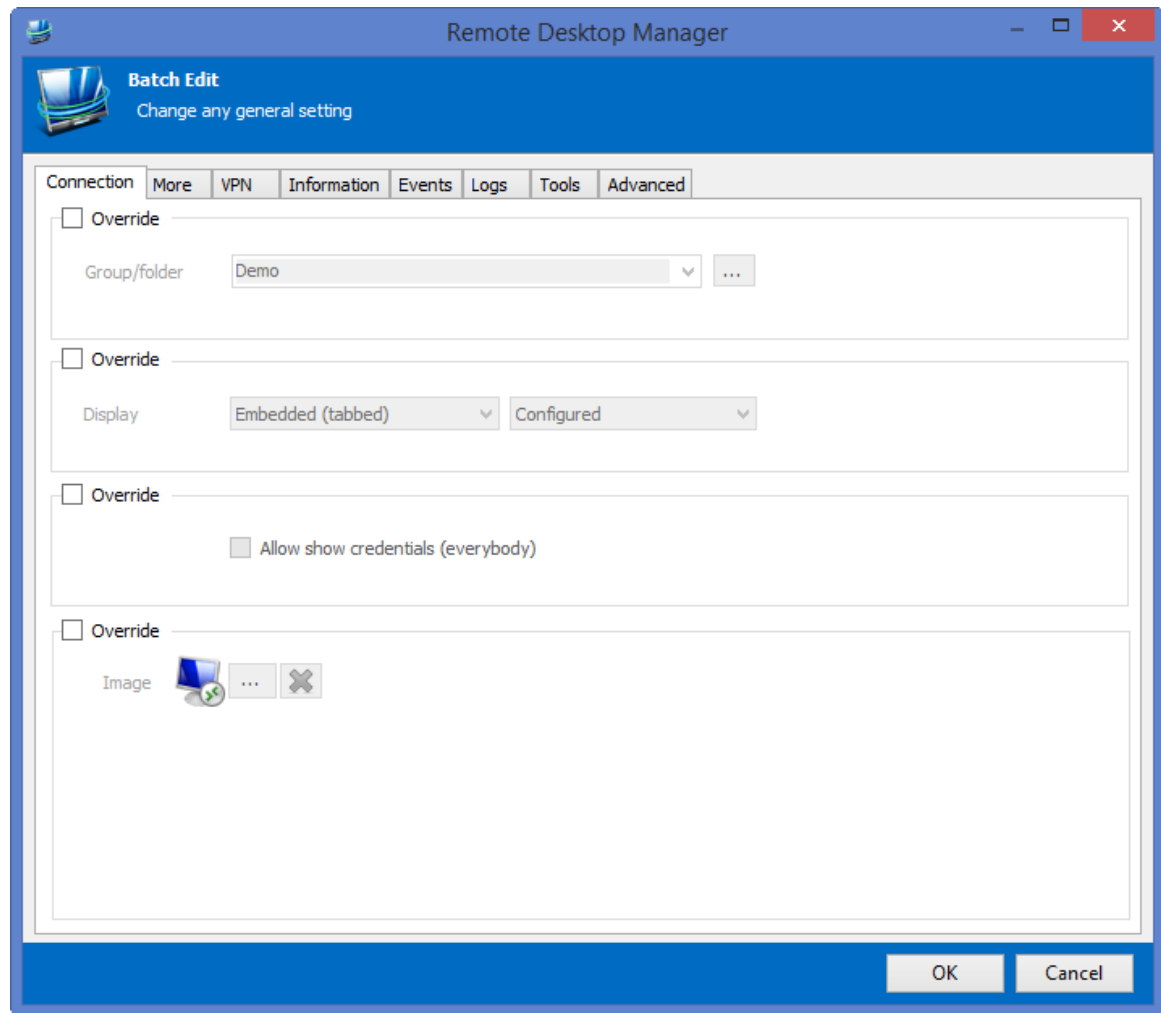 Remote Desktop Manager
Batch Edit
Change any general setting
Connection More VPN Information Events Logs Tools Advanced
Override
Group/folder Demo ...
Override
Display Embedded (tabbed) Configured
Override
Allow show credentials (everybody)
Override
Image ...
OK Cancel